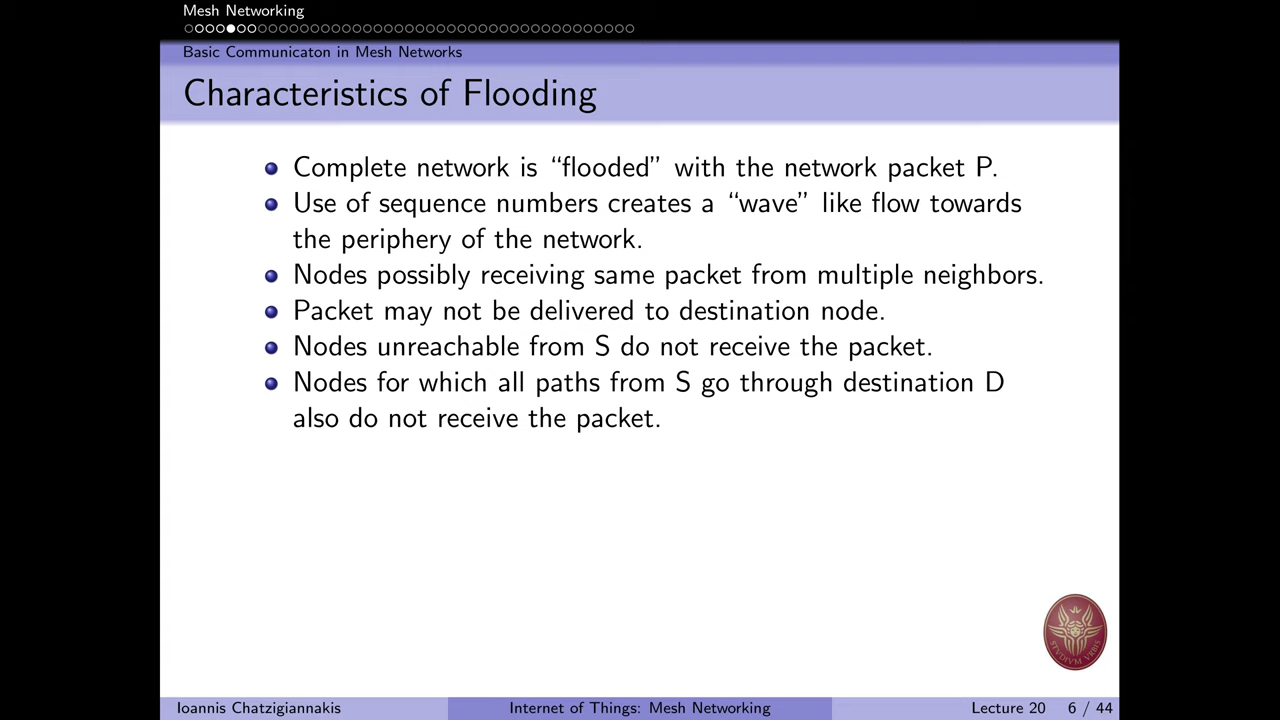 Mesh Networking
Basic Communicaton in Mesh Networks
Characteristics of Flooding
Complete network is “flooded” with the network packet P.
Use of sequence numbers creates a “wave” like flow towards
the periphery of the network.
Nodes possibly receiving same packet from multiple neighbors.
Packet may not be delivered to destination node.
Nodes unreachable from S do not receive the packet.
Nodes for which all paths from S go through destination D
also do not receive the packet.
STVDIVM VRBIS
Ioannis Chatzigiannakis
Internet of Things: Mesh Networking
Lecture 20
6 / 44